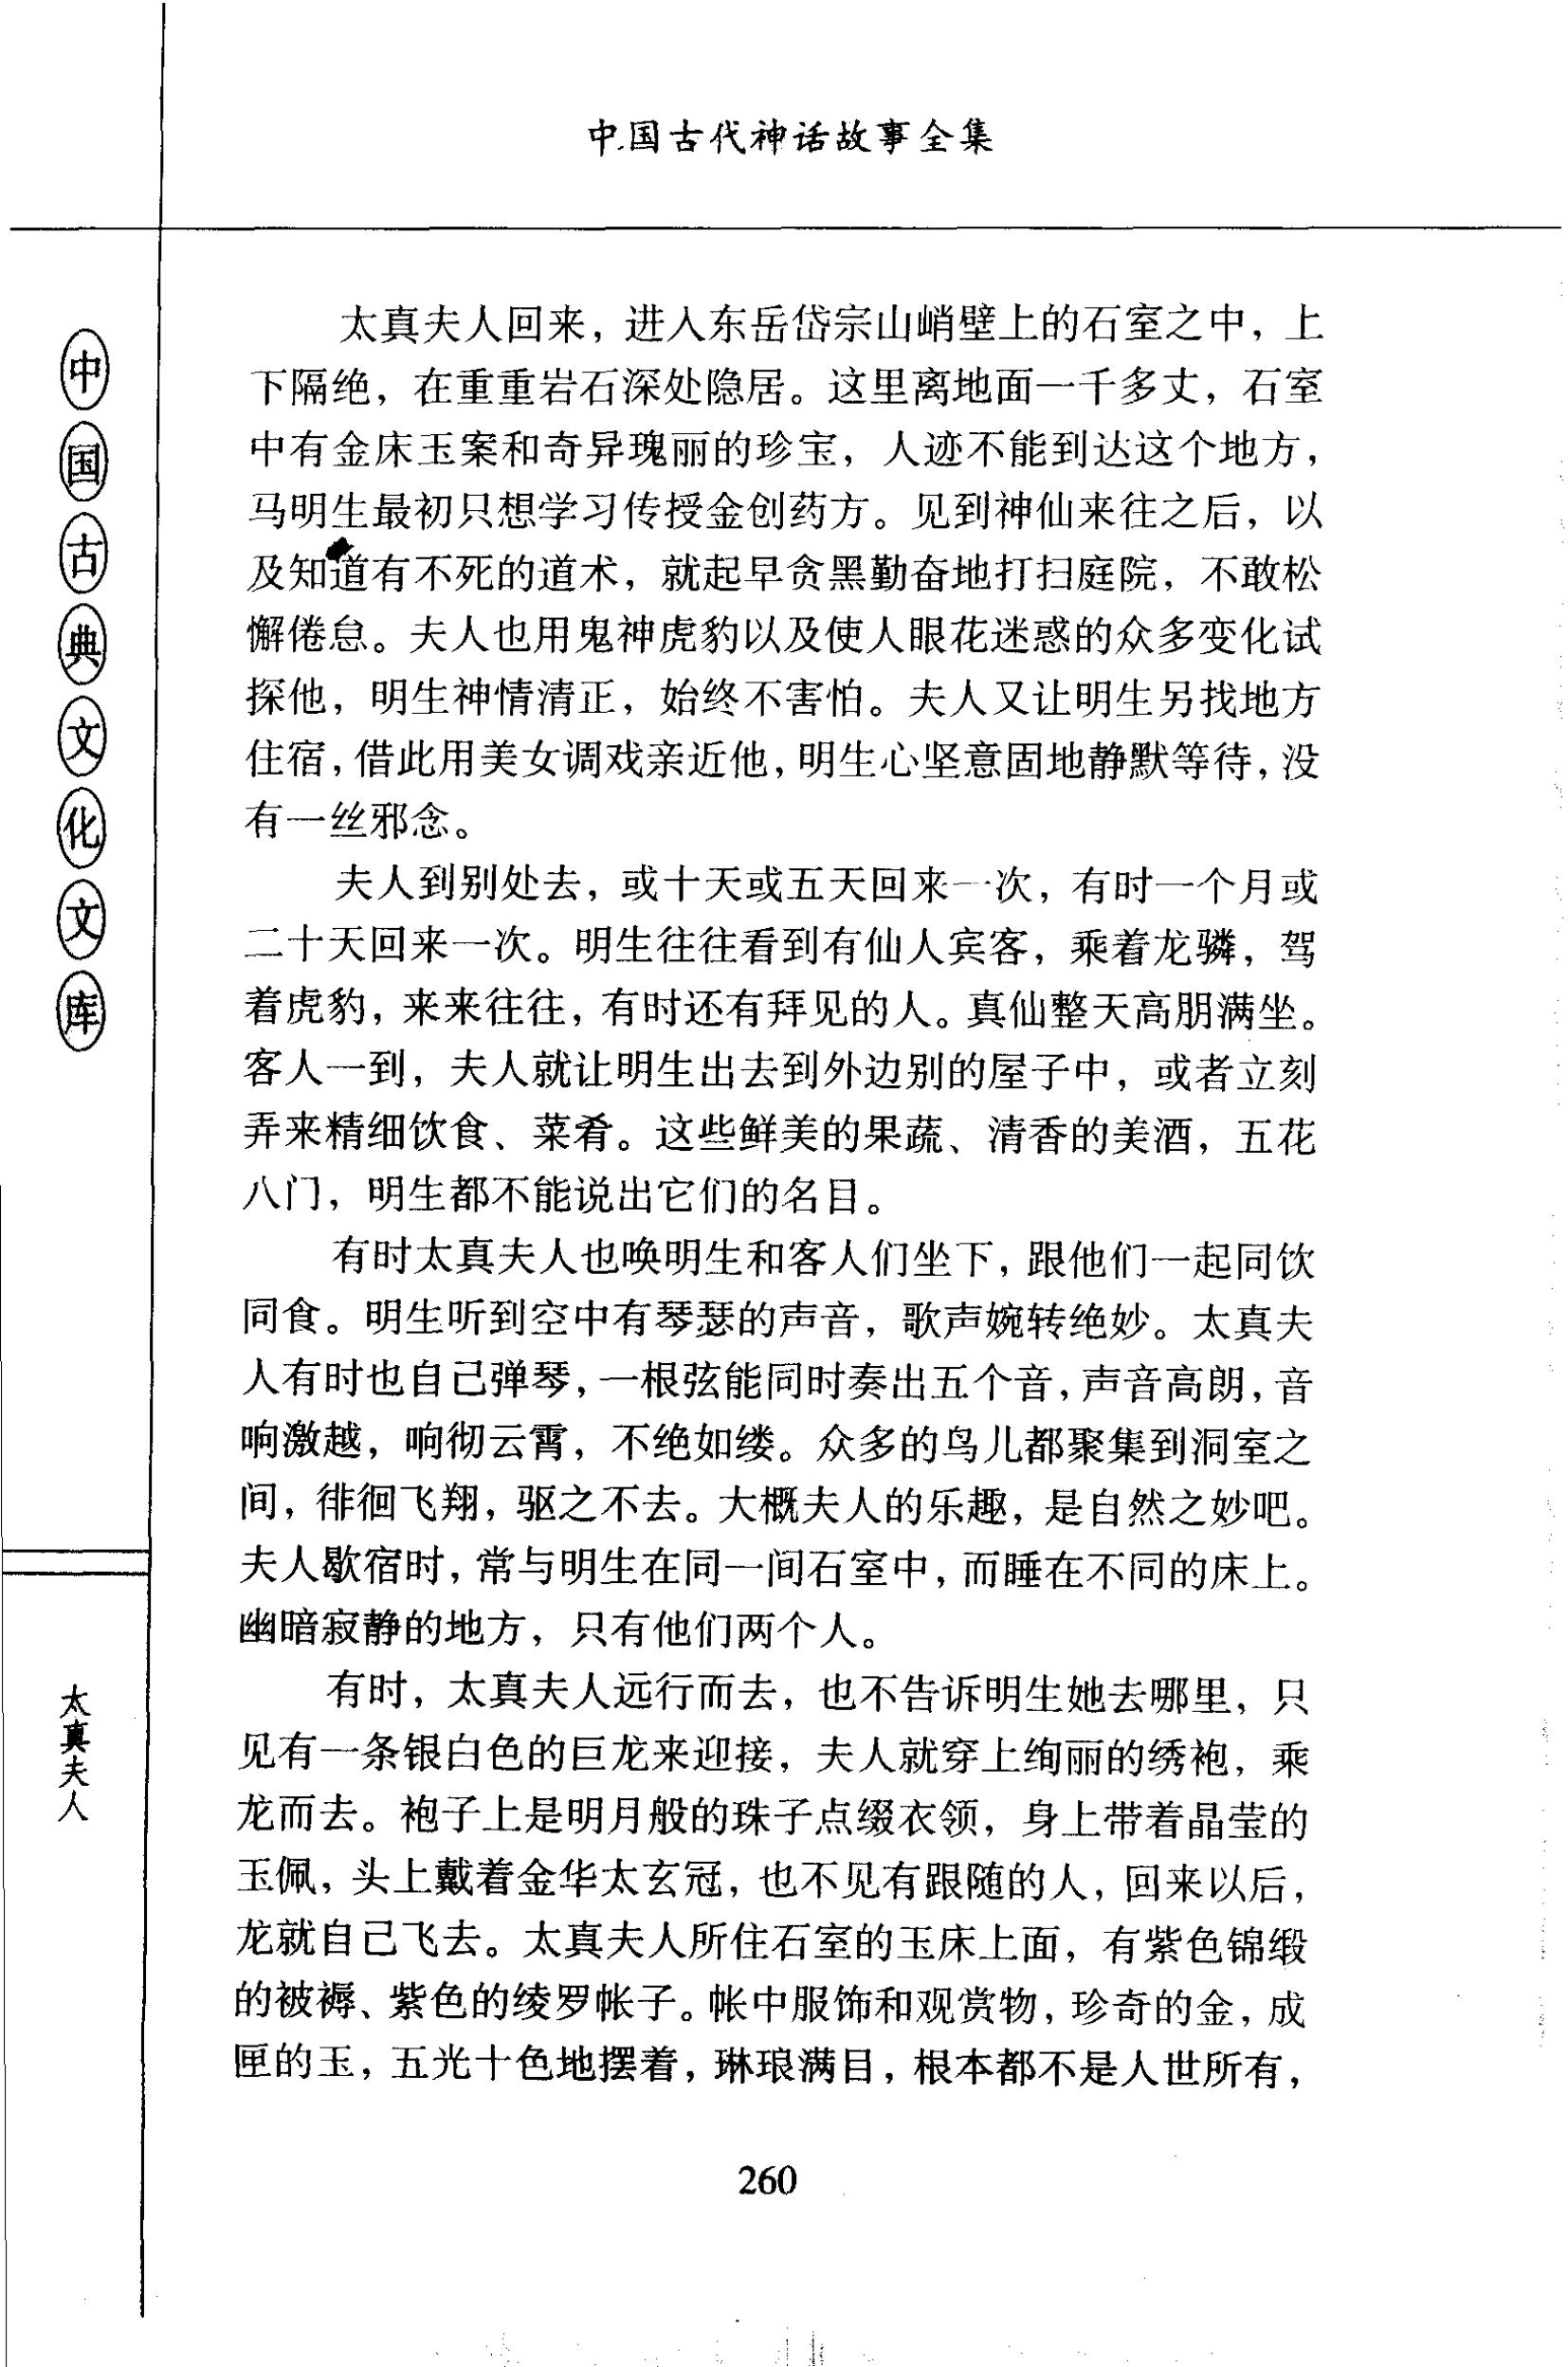 中国古代神话故事全集
中国古典文化文库
太真夫人
太真夫人回来，进入东岳岱宗山峭壁上的石室之中，上
下隔绝，在重重岩石深处隐居。这里离地面一千多丈，石室
中有金床玉案和奇异瑰丽的珍宝，人迹不能到达这个地方，
马明生最初只想学习传授金创药方。见到神仙来往之后，以
及知道有不死的道术，就起早贪黑勤奋地打扫庭院，不敢松
懈倦怠。夫人也用鬼神虎豹以及使人眼花迷惑的众多变化试
探他，明生神情清正，始终不害怕。夫人又让明生另找地方
住宿，借此用美女调戏亲近他，明生心坚意固地静默等待，没
有一丝邪念。
夫人到别处去，或十天或五天回来一次，有时一个月或
二十天回来一次。明生往往看到有仙人宾客，乘着龙骖，驾
着虎豹，来来往往，有时还有拜见的人。真仙整天高朋满坐。
客人一到，夫人就让明生出去到外边别的屋子中，或者立刻
弄来精细饮食、菜肴。这些鲜美的果蔬、清香的美酒，五花
八门，明生都不能说出它们的名目。
有时太真夫人也唤明生和客人们坐下，跟他们一起同饮
同食。明生听到空中有琴瑟的声音，歌声婉转绝妙。太真夫
人有时也自己弹琴，一根弦能同时奏出五个音，声音高朗，音
响激越，响彻云霄，不绝如缕。众多的鸟儿都聚集到洞室之
间，徘徊飞翔，驱之不去。大概夫人的乐趣，是自然之妙吧。
夫人歇宿时，常与明生在同一间石室中，而睡在不同的床上。
幽暗寂静的地方，只有他们两个人。
有时，太真夫人远行而去，也不告诉明生她去哪里，只
见有一条银白色的巨龙来迎接，夫人就穿上绚丽的绣袍，乘
龙而去。袍子上是明月般的珠子点缀衣领，身上带着晶莹的
玉佩，头上戴着金华太玄冠，也不见有跟随的人，回来以后，
龙就自己飞去。太真夫人所住石室的玉床上面，有紫色锦缎
的被褥、紫色的绫罗帐子。帐中服饰和观赏物，珍奇的金，成
匣的玉，五光十色地摆着，琳琅满目，根本都不是人世所有，
260